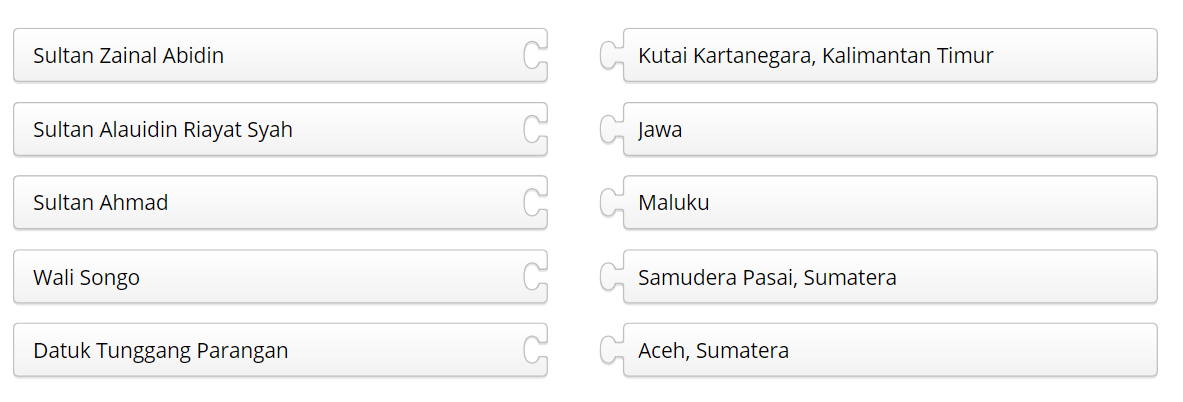 Sultan Zainal Abidin
Kutai Kartanegara, Kalimantan Timur
Sultan Alauidin Riayat Syah
Jawa
Sultan Ahmad
Maluku
Wali Songo
Samudera Pasai, Sumatera
Datuk Tunggang Parangan
Aceh, Sumatera